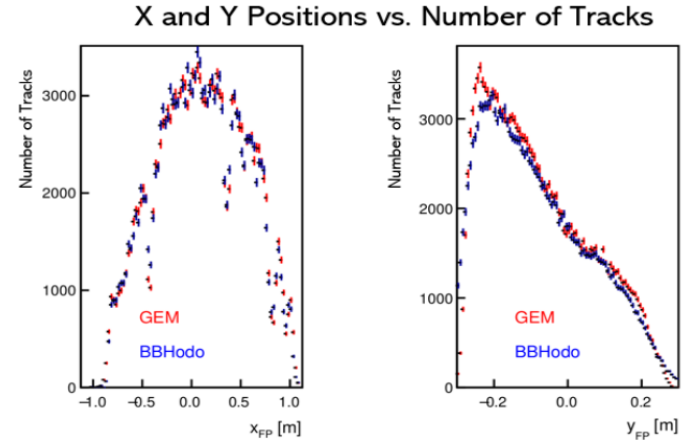 X and Y Positions vs. Number of Tracks
Number of Tracks
3000
2000
1000
0
GEM
BBHodo
−1.0 −0.5 0.0 0.5 1.0
x_FP [m]
Number of Tracks
3000
2000
1000
0
GEM
BBHodo
−0.2 0.0 0.2
y_FP [m]